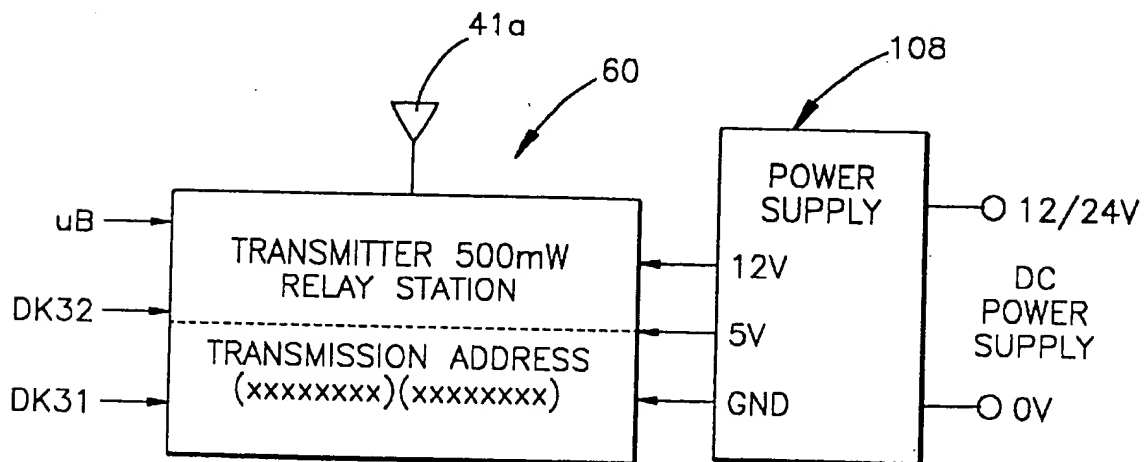 41a
60
108
uB
DK32
DK31
TRANSMITTER 500mW
RELAY STATION
TRANSMISSION ADDRESS
(xxxxxxxx)(xxxxxxxx)
POWER
SUPPLY
12V
5V
GND
12/24V
DC
POWER
SUPPLY
0V